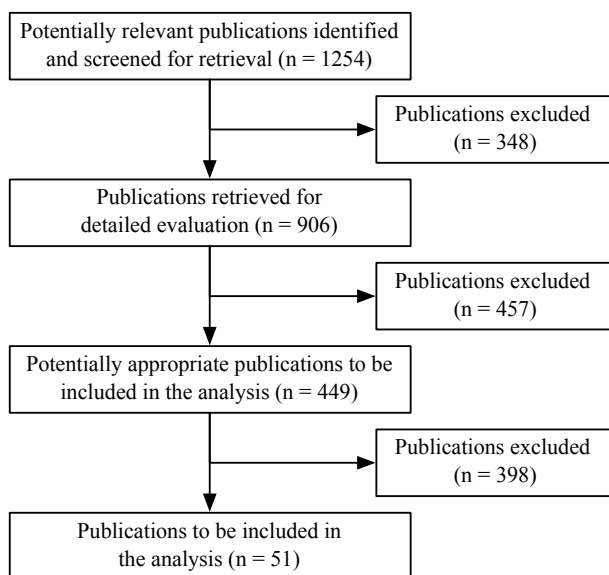 Potentially relevant publications identified
and screened for retrieval (n = 1254)
Publications excluded
(n = 348)
Publications retrieved for
detailed evaluation (n = 906)
Publications excluded
(n = 457)
Potentially appropriate publications to be
included in the analysis (n = 449)
Publications excluded
(n = 398)
Publications to be included in
the analysis (n = 51)